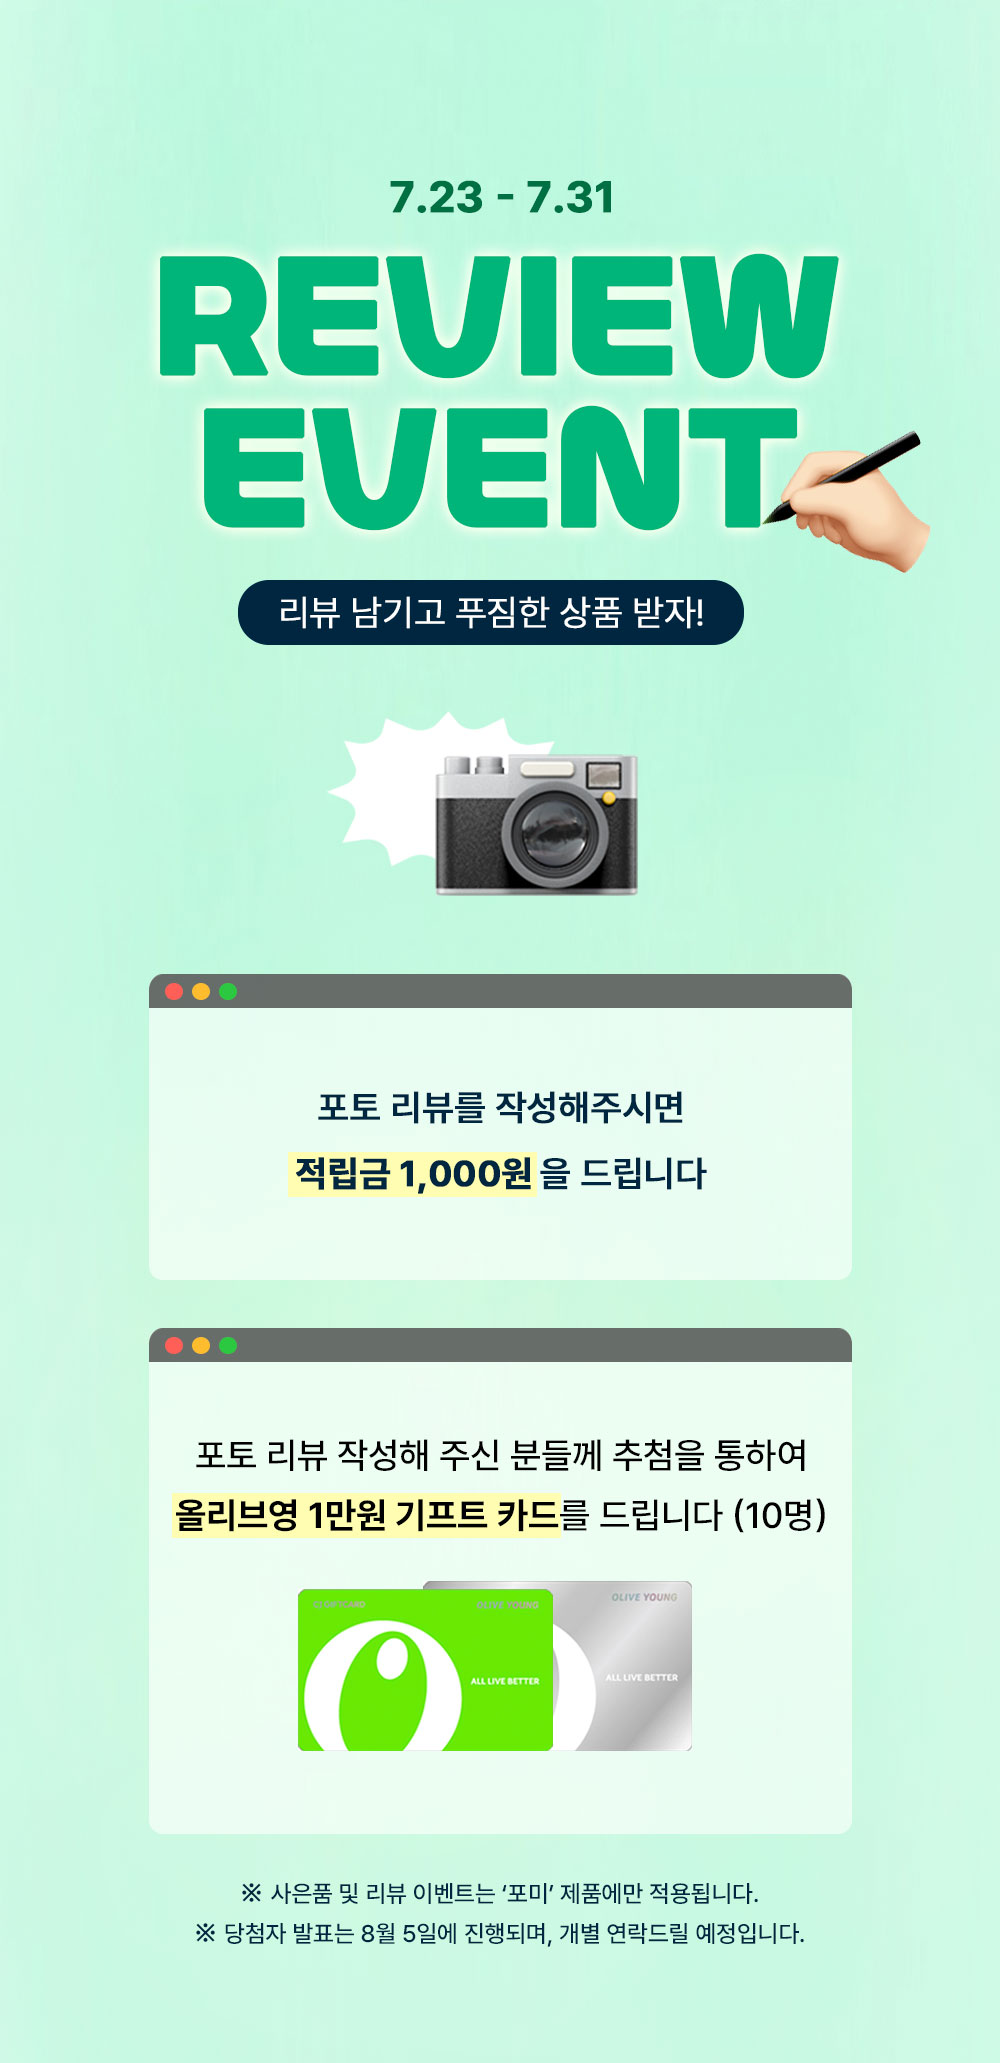 7.23 - 7.31
REVIEW
EVENT
리뷰 남기고 푸짐한 상품 받자!
포토 리뷰를 작성해주시면
적립금 1,000원을 드립니다
포토 리뷰 작성해 주신 분들께 추첨을 통하여
올리브영 1만원 기프트 카드를 드립니다 (10명)
OLIVE YOUNG
OLIVE YOUNG
ALL LIVE BETTER
ALL LIVE BETTER
※ 사은품 및 리뷰 이벤트는 ‘포미’ 제품에만 적용됩니다.
※ 당첨자 발표는 8월 5일에 진행되며, 개별 연락드릴 예정입니다.